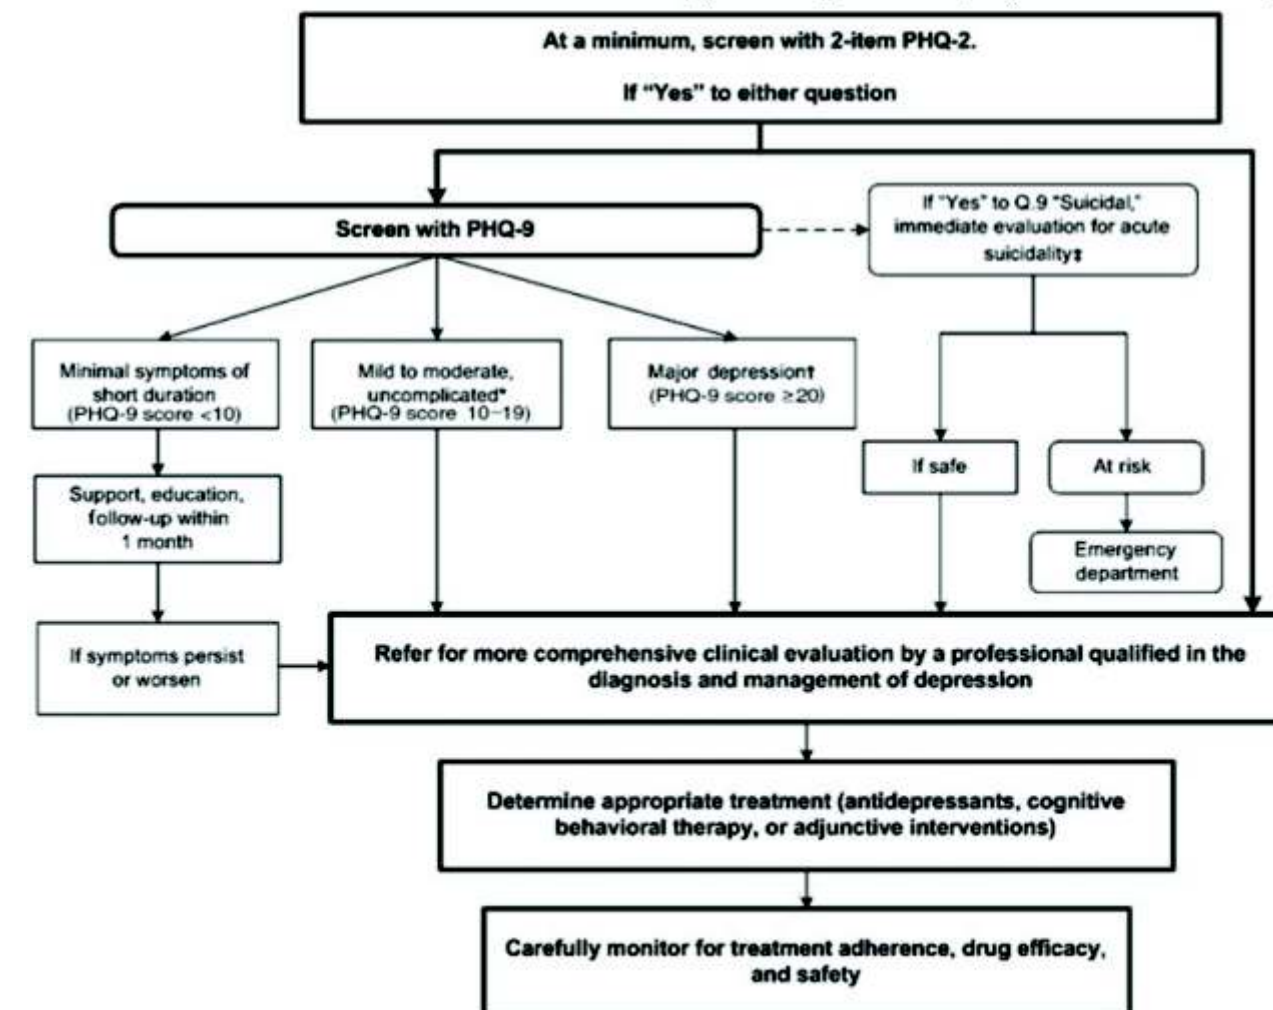 At a minimum, screen with 2-item PHQ-2.
If “Yes” to either question
Screen with PHQ-9
If “Yes” to Q.9 “Suicidal,”
immediate evaluation for acute
suicidality‡
Minimal symptoms of
short duration
(PHQ-9 score <10)
Mild to moderate,
uncomplicated*
(PHQ-9 score 10–19)
Major depression†
(PHQ-9 score ≥20)
If safe
At risk
Support, education,
follow-up within
1 month
Emergency
department
If symptoms persist
or worsen
Refer for more comprehensive clinical evaluation by a professional qualified in the
diagnosis and management of depression
Determine appropriate treatment (antidepressants, cognitive
behavioral therapy, or adjunctive interventions)
Carefully monitor for treatment adherence, drug efficacy,
and safety